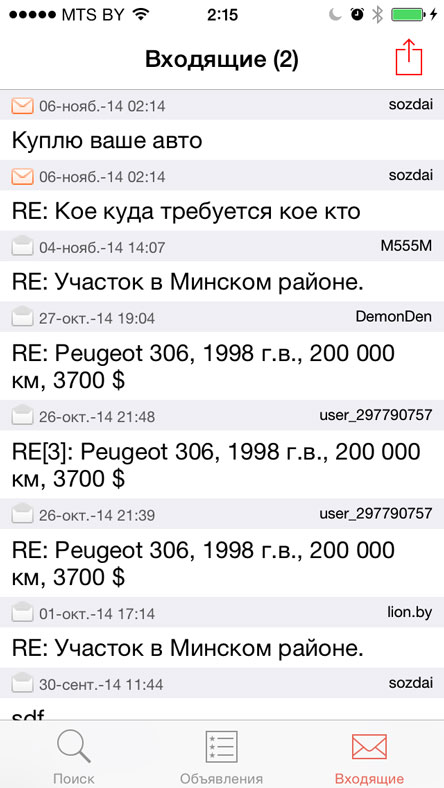 MTS BY 2:15
Входящие (2)
06-нояб.-14 02:14 sozdai
Куплю ваше авто
06-нояб.-14 02:14 sozdai
RE: Кое куда требуется кое кто
04-нояб.-14 14:07 M555M
RE: Участок в Минском районе.
27-окт.-14 19:04 DemonDen
RE: Peugeot 306, 1998 г.в., 200 000
км, 3700 $
26-окт.-14 21:48 user_297790757
RE[3]: Peugeot 306, 1998 г.в., 200 000
км, 3700 $
26-окт.-14 21:39 user_297790757
RE: Peugeot 306, 1998 г.в., 200 000
км, 3700 $
01-окт.-14 17:14 lion.by
RE: Участок в Минском районе.
30-сент.-14 11:44 sozdai
sdf
Поиск Объявления Входящие